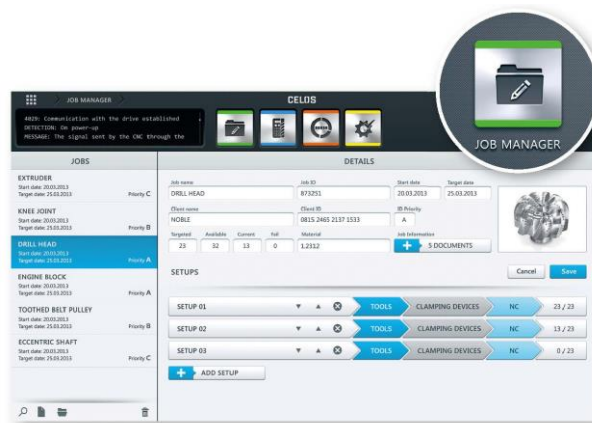 JOB MANAGER
CELOS
4029: Communication with the drive established
DETECTION: On power-up
MESSAGE: The signal sent by the CNC through the
JOB MANAGER
JOBS
DETAILS
EXTRUDER
Start date: 20.03.2013
Target date: 25.03.2013
Priority C
KNEE JOINT
Start date: 20.03.2013
Target date: 25.03.2013
Priority B
DRILL HEAD
Start date: 20.03.2013
Target date: 25.03.2013
Priority A
ENGINE BLOCK
Start date: 20.03.2013
Target date: 25.03.2013
Priority A
TOOTHED BELT PULLEY
Start date: 20.03.2013
Target date: 25.03.2013
Priority B
ECCENTRIC SHAFT
Start date: 20.03.2013
Target date: 25.03.2013
Priority C
Job name
Job ID
Start date
Target date
DRILL HEAD
873251
20.03.2013
25.03.2013
Client name
Client ID
ID Priority
NOBLE
0815 2465 2137 1533
A
Targeted
Available
Current
Fail
Material
Job Information
23
32
13
0
1.2312
5 DOCUMENTS
SETUPS
Cancel
Save
SETUP 01
TOOLS
CLAMPING DEVICES
NC
23 / 23
SETUP 02
TOOLS
CLAMPING DEVICES
NC
13 / 23
SETUP 03
TOOLS
CLAMPING DEVICES
NC
0 / 23
ADD SETUP